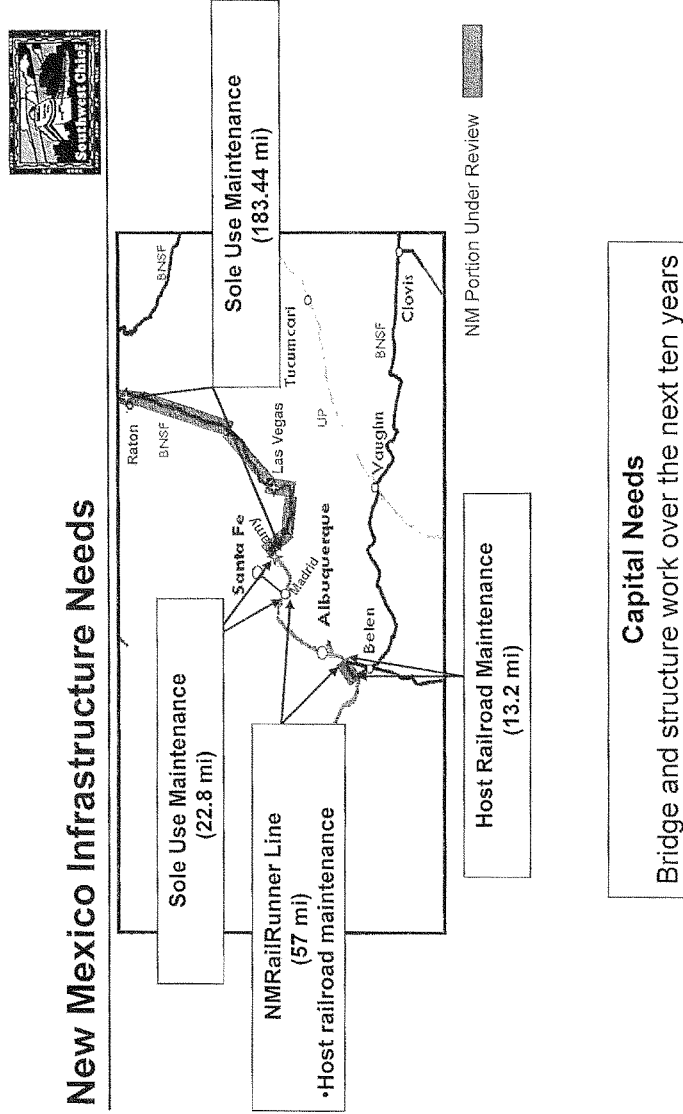 New Mexico Infrastructure Needs
Southwest Chief
Sole Use Maintenance
(22.8 mi)
NMRailRunner Line
(57 mi)
•Host railroad maintenance
Sole Use Maintenance
(183.44 mi)
Host Railroad Maintenance
(13.2 mi)
Raton
BNSF
BNSF
Las Vegas
Tucumcari
Santa Fe
Lamy
Madrid
Albuquerque
UP
Belen
Vaughn
BNSF
Clovis
NM Portion Under Review
Capital Needs
Bridge and structure work over the next ten years